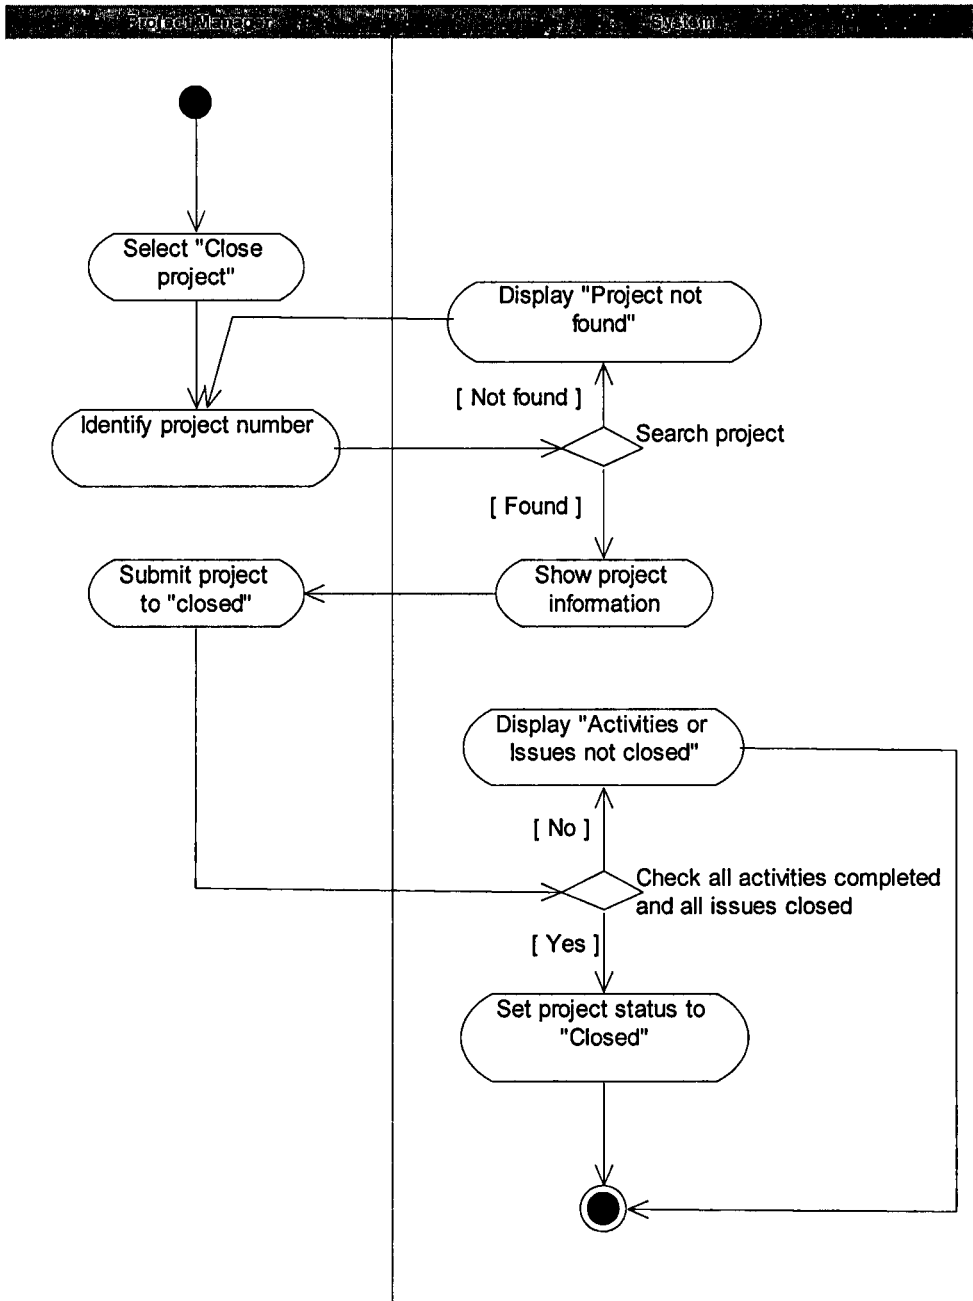 Project Manager
System
Select "Close
project"
Display "Project not
found"
[ Not found ]
Identify project number
Search project
[ Found ]
Submit project
to "closed"
Show project
information
Display "Activities or
Issues not closed"
[ No ]
Check all activities completed
and all issues closed
[ Yes ]
Set project status to
"Closed"